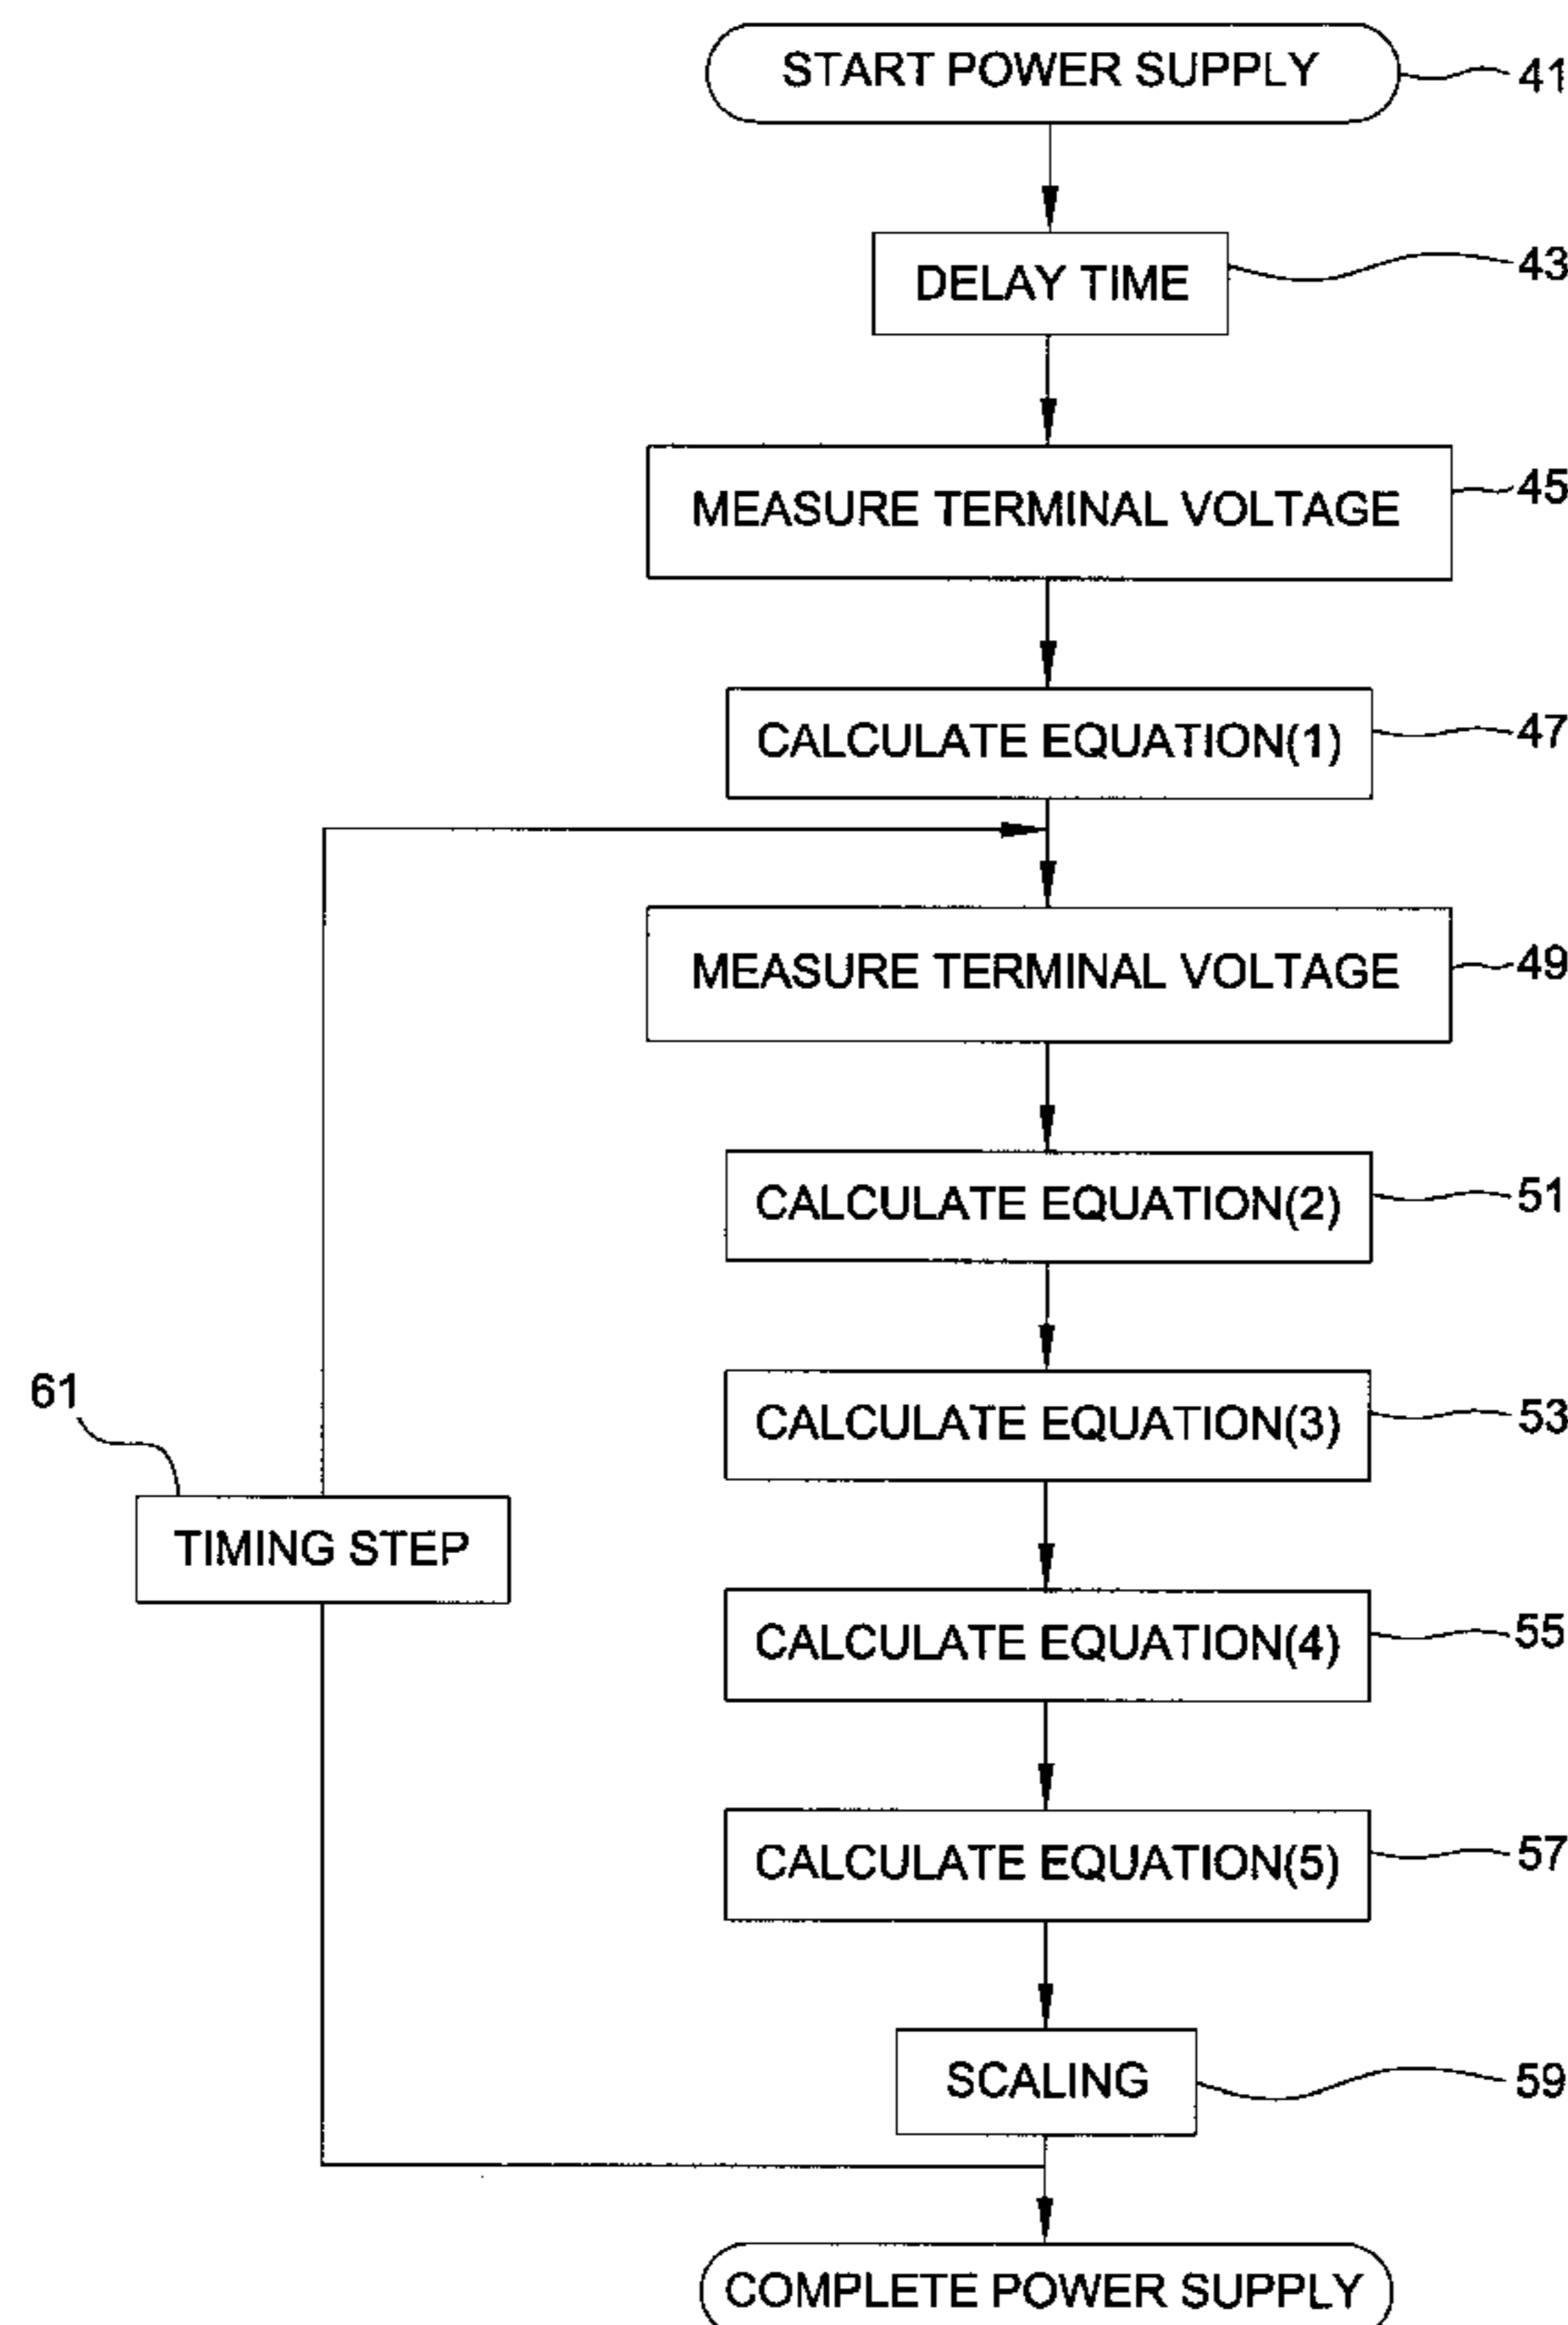 START POWER SUPPLY 41
DELAY TIME 43
MEASURE TERMINAL VOLTAGE 45
CALCULATE EQUATION(1) 47
MEASURE TERMINAL VOLTAGE 49
CALCULATE EQUATION(2) 51
CALCULATE EQUATION(3) 53
61
TIMING STEP
CALCULATE EQUATION(4) 55
CALCULATE EQUATION(5) 57
SCALING 59
COMPLETE POWER SUPPLY